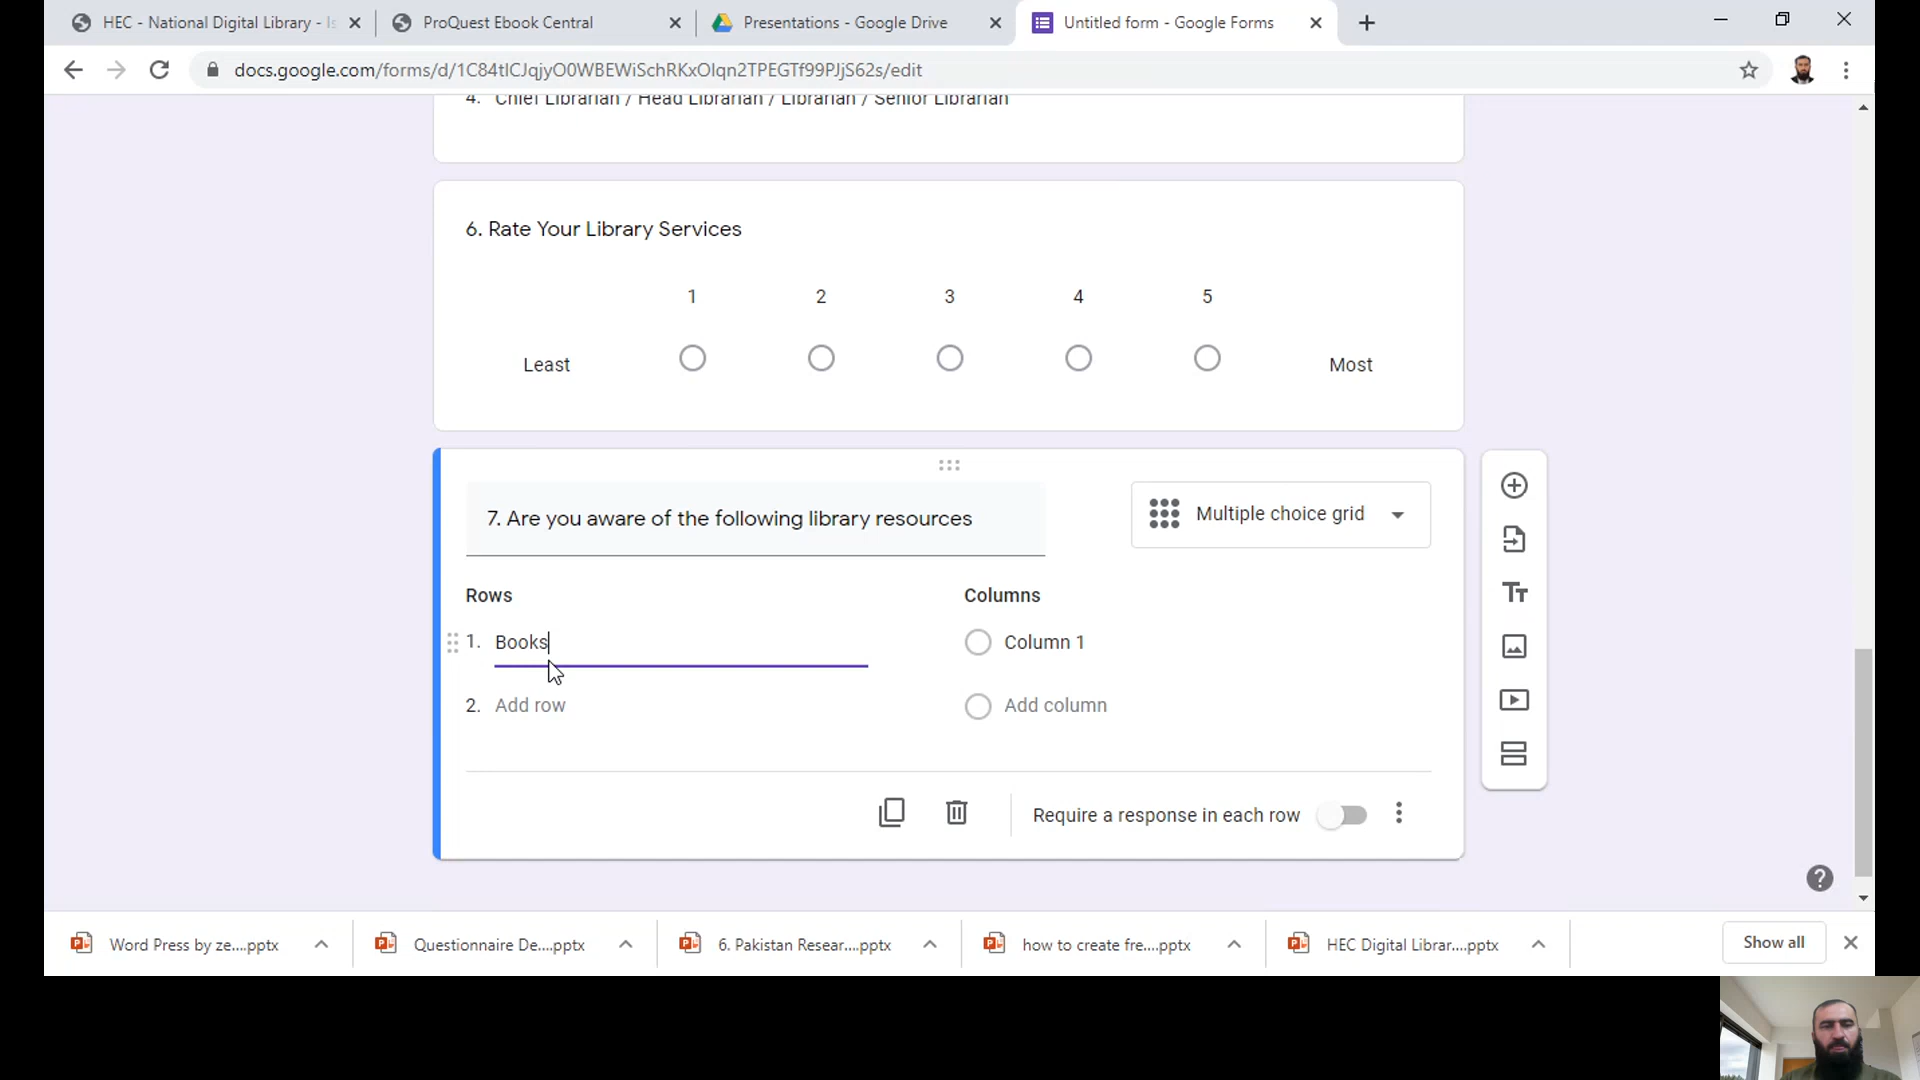 HEC - National Digital Library - Is
ProQuest Ebook Central
Presentations - Google Drive
Untitled form - Google Forms
docs.google.com/forms/d/1C84tICJqjyO0WBEWiSchRKxOIqn2TPEGTf99PJjS62s/edit
4. Chief Librarian / Head Librarian / Librarian / Senior Librarian
6. Rate Your Library Services
1 2 3 4 5
Least Most
7. Are you aware of the following library resources
Multiple choice grid
Rows Columns
1. Books Column 1
2. Add row Add column
Require a response in each row
Word Press by ze....pptx
Questionnaire De....pptx
6. Pakistan Resear....pptx
how to create fre....pptx
HEC Digital Librar....pptx
Show all